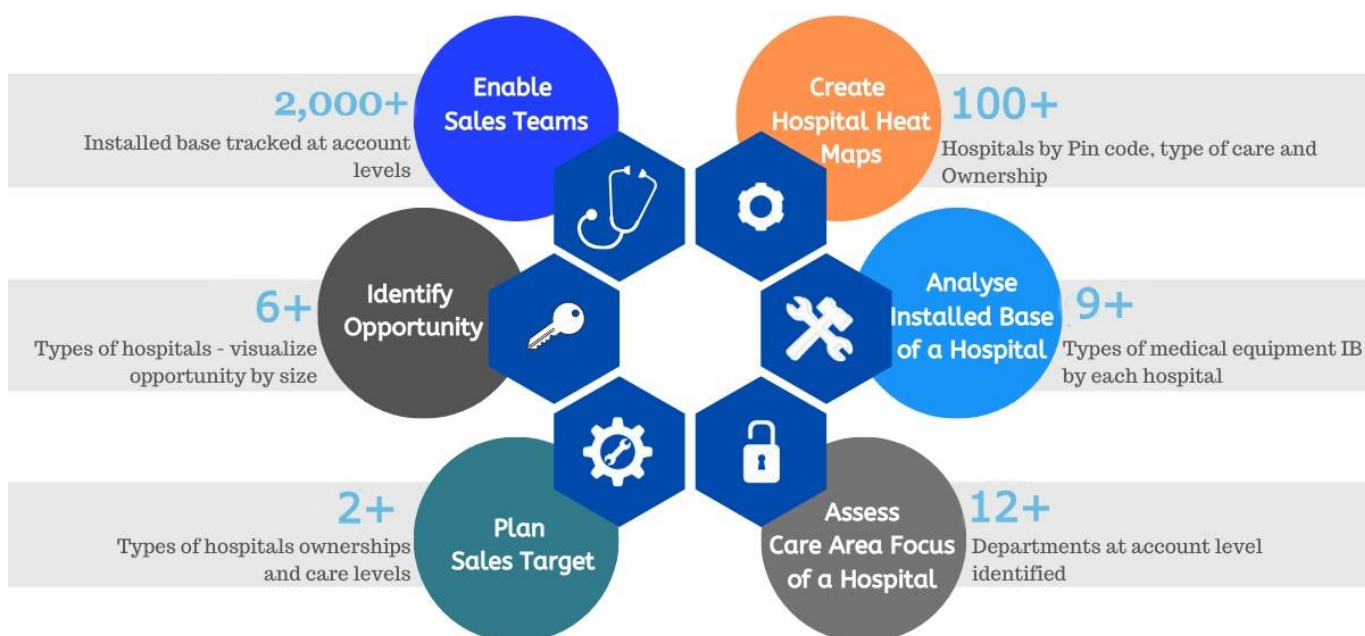 Enable
Sales Teams
2,000+
Installed base tracked at account
levels
Create
Hospital Heat
Maps
100+
Hospitals by Pin code, type of care and
Ownership
Identify
Opportunity
6+
Types of hospitals - visualize
opportunity by size
Analyse
Installed Base
of a Hospital
9+
Types of medical equipment IB
by each hospital
Plan
Sales Target
2+
Types of hospitals ownerships
and care levels
Assess
Care Area Focus
of a Hospital
12+
Departments at account level
identified